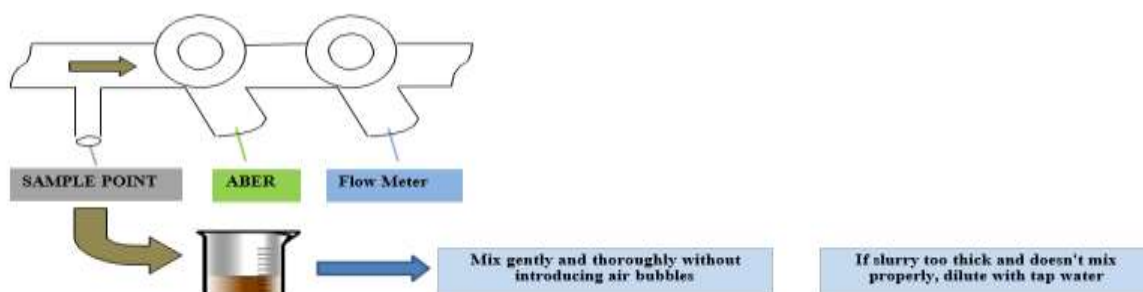 SAMPLE POINT
ABER
Flow Meter
Mix gently and thoroughly without
introducing air bubbles
If slurry too thick and doesn't mix
properly, dilute with tap water